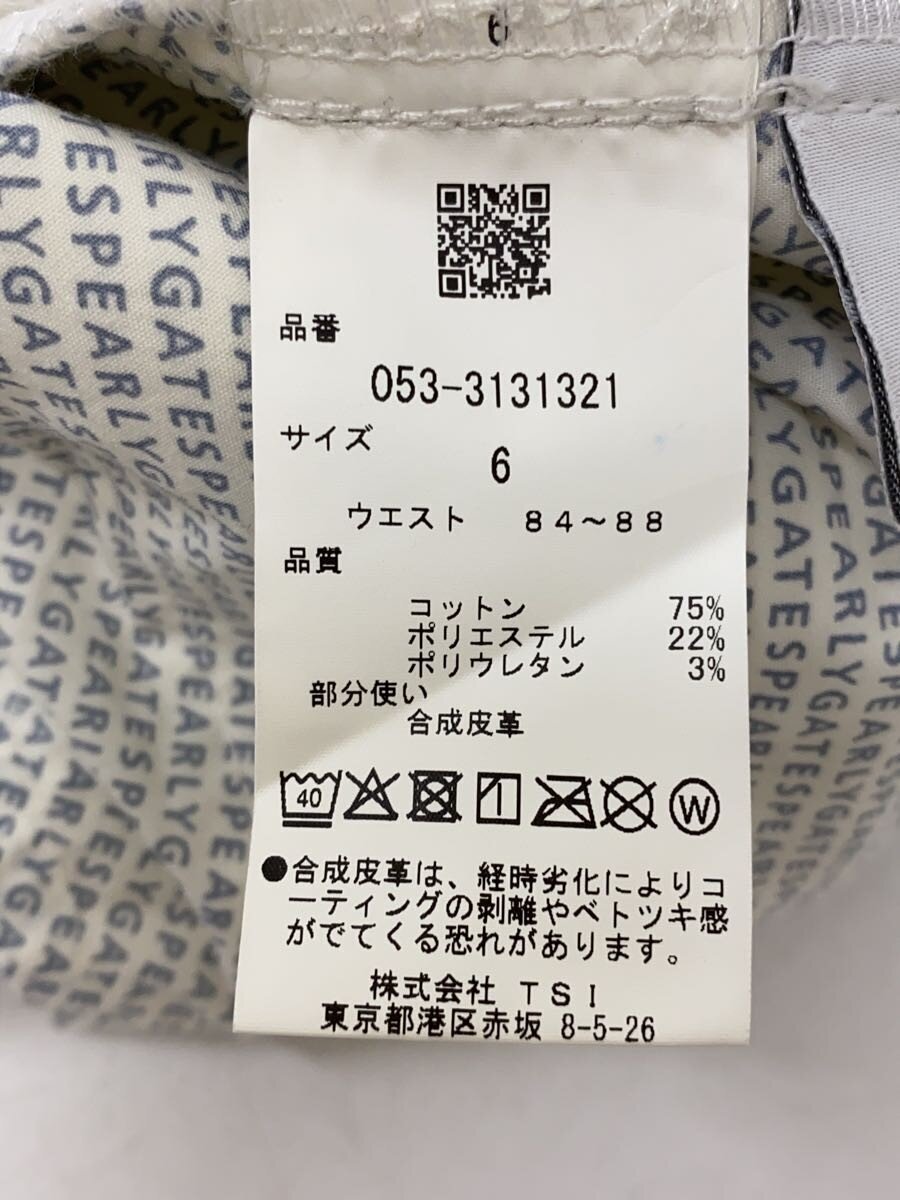 6
品番
053-3131321
サイズ
6
ウエスト 84～88
品質
コットン 75%
ポリエステル 22%
ポリウレタン 3%
部分使い
合成皮革
40
W
●合成皮革は、経時劣化によりコ
ーティングの剥離やベトツキ感
がでてくる恐れがあります。
株式会社 TSI
東京都港区赤坂 8-5-26
PEARLYGATES